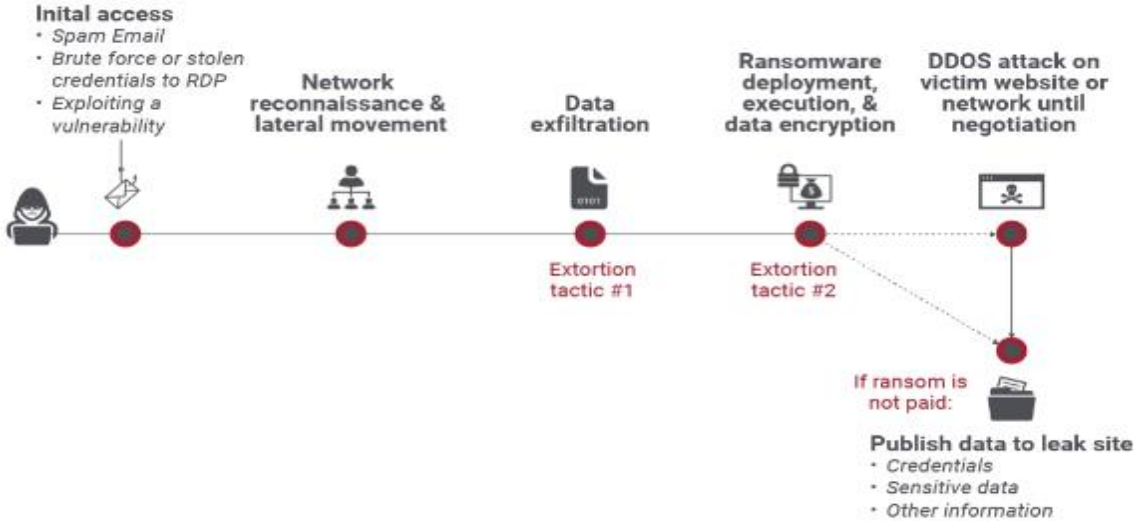 Inital access
• Spam Email
• Brute force or stolen
credentials to RDP
• Exploiting a
vulnerability
Network
reconnaissance &
lateral movement
Data
exfiltration
Ransomware
deployment,
execution, &
data encryption
DDOS attack on
victim website or
network until
negotiation
0101
Extortion
tactic #1
Extortion
tactic #2
If ransom is
not paid:
Publish data to leak site
• Credentials
• Sensitive data
• Other information